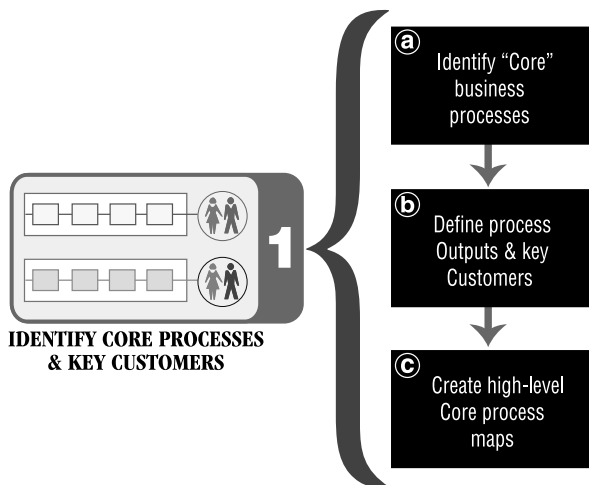 1
IDENTIFY CORE PROCESSES
& KEY CUSTOMERS
a
Identify “Core”
business
processes
b
Define process
Outputs & key
Customers
c
Create high-level
Core process
maps